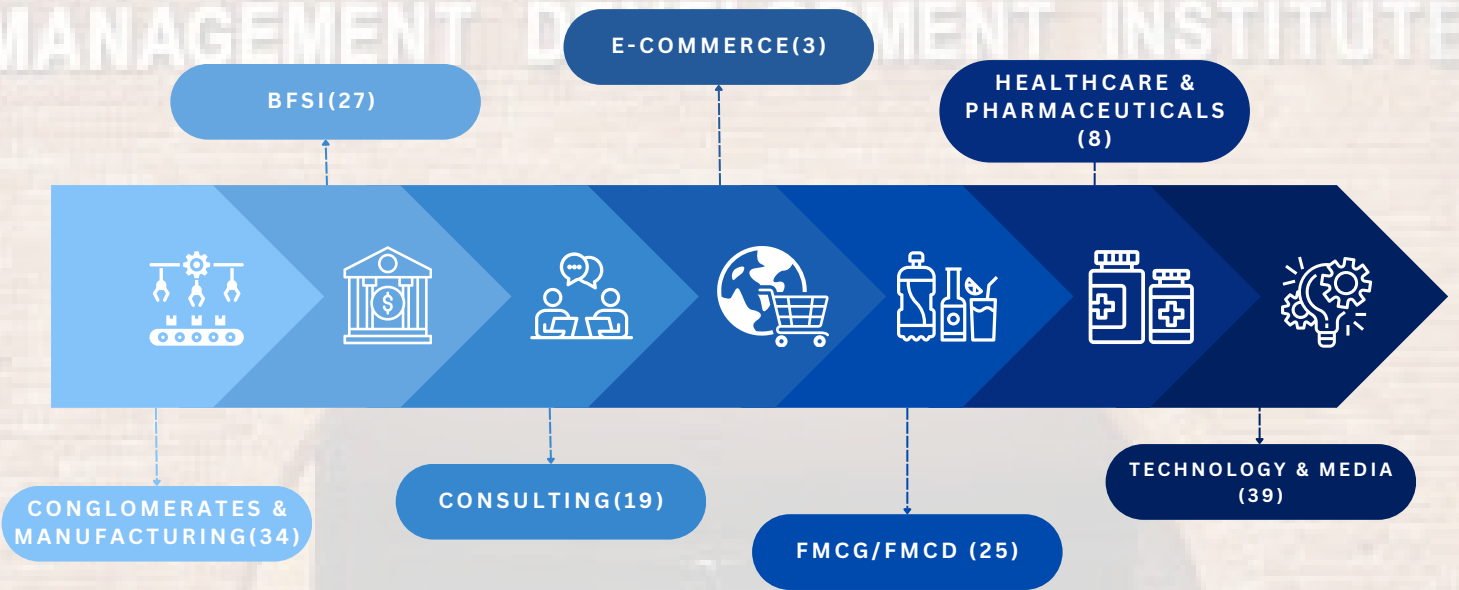 MANAGEMENT DEVELOPMENT INSTITUTE
E-COMMERCE(3)
BFSI(27)
HEALTHCARE &
PHARMACEUTICALS
(8)
$
CONGLOMERATES &
MANUFACTURING(34)
CONSULTING(19)
FMCG/FMCD (25)
TECHNOLOGY & MEDIA
(39)